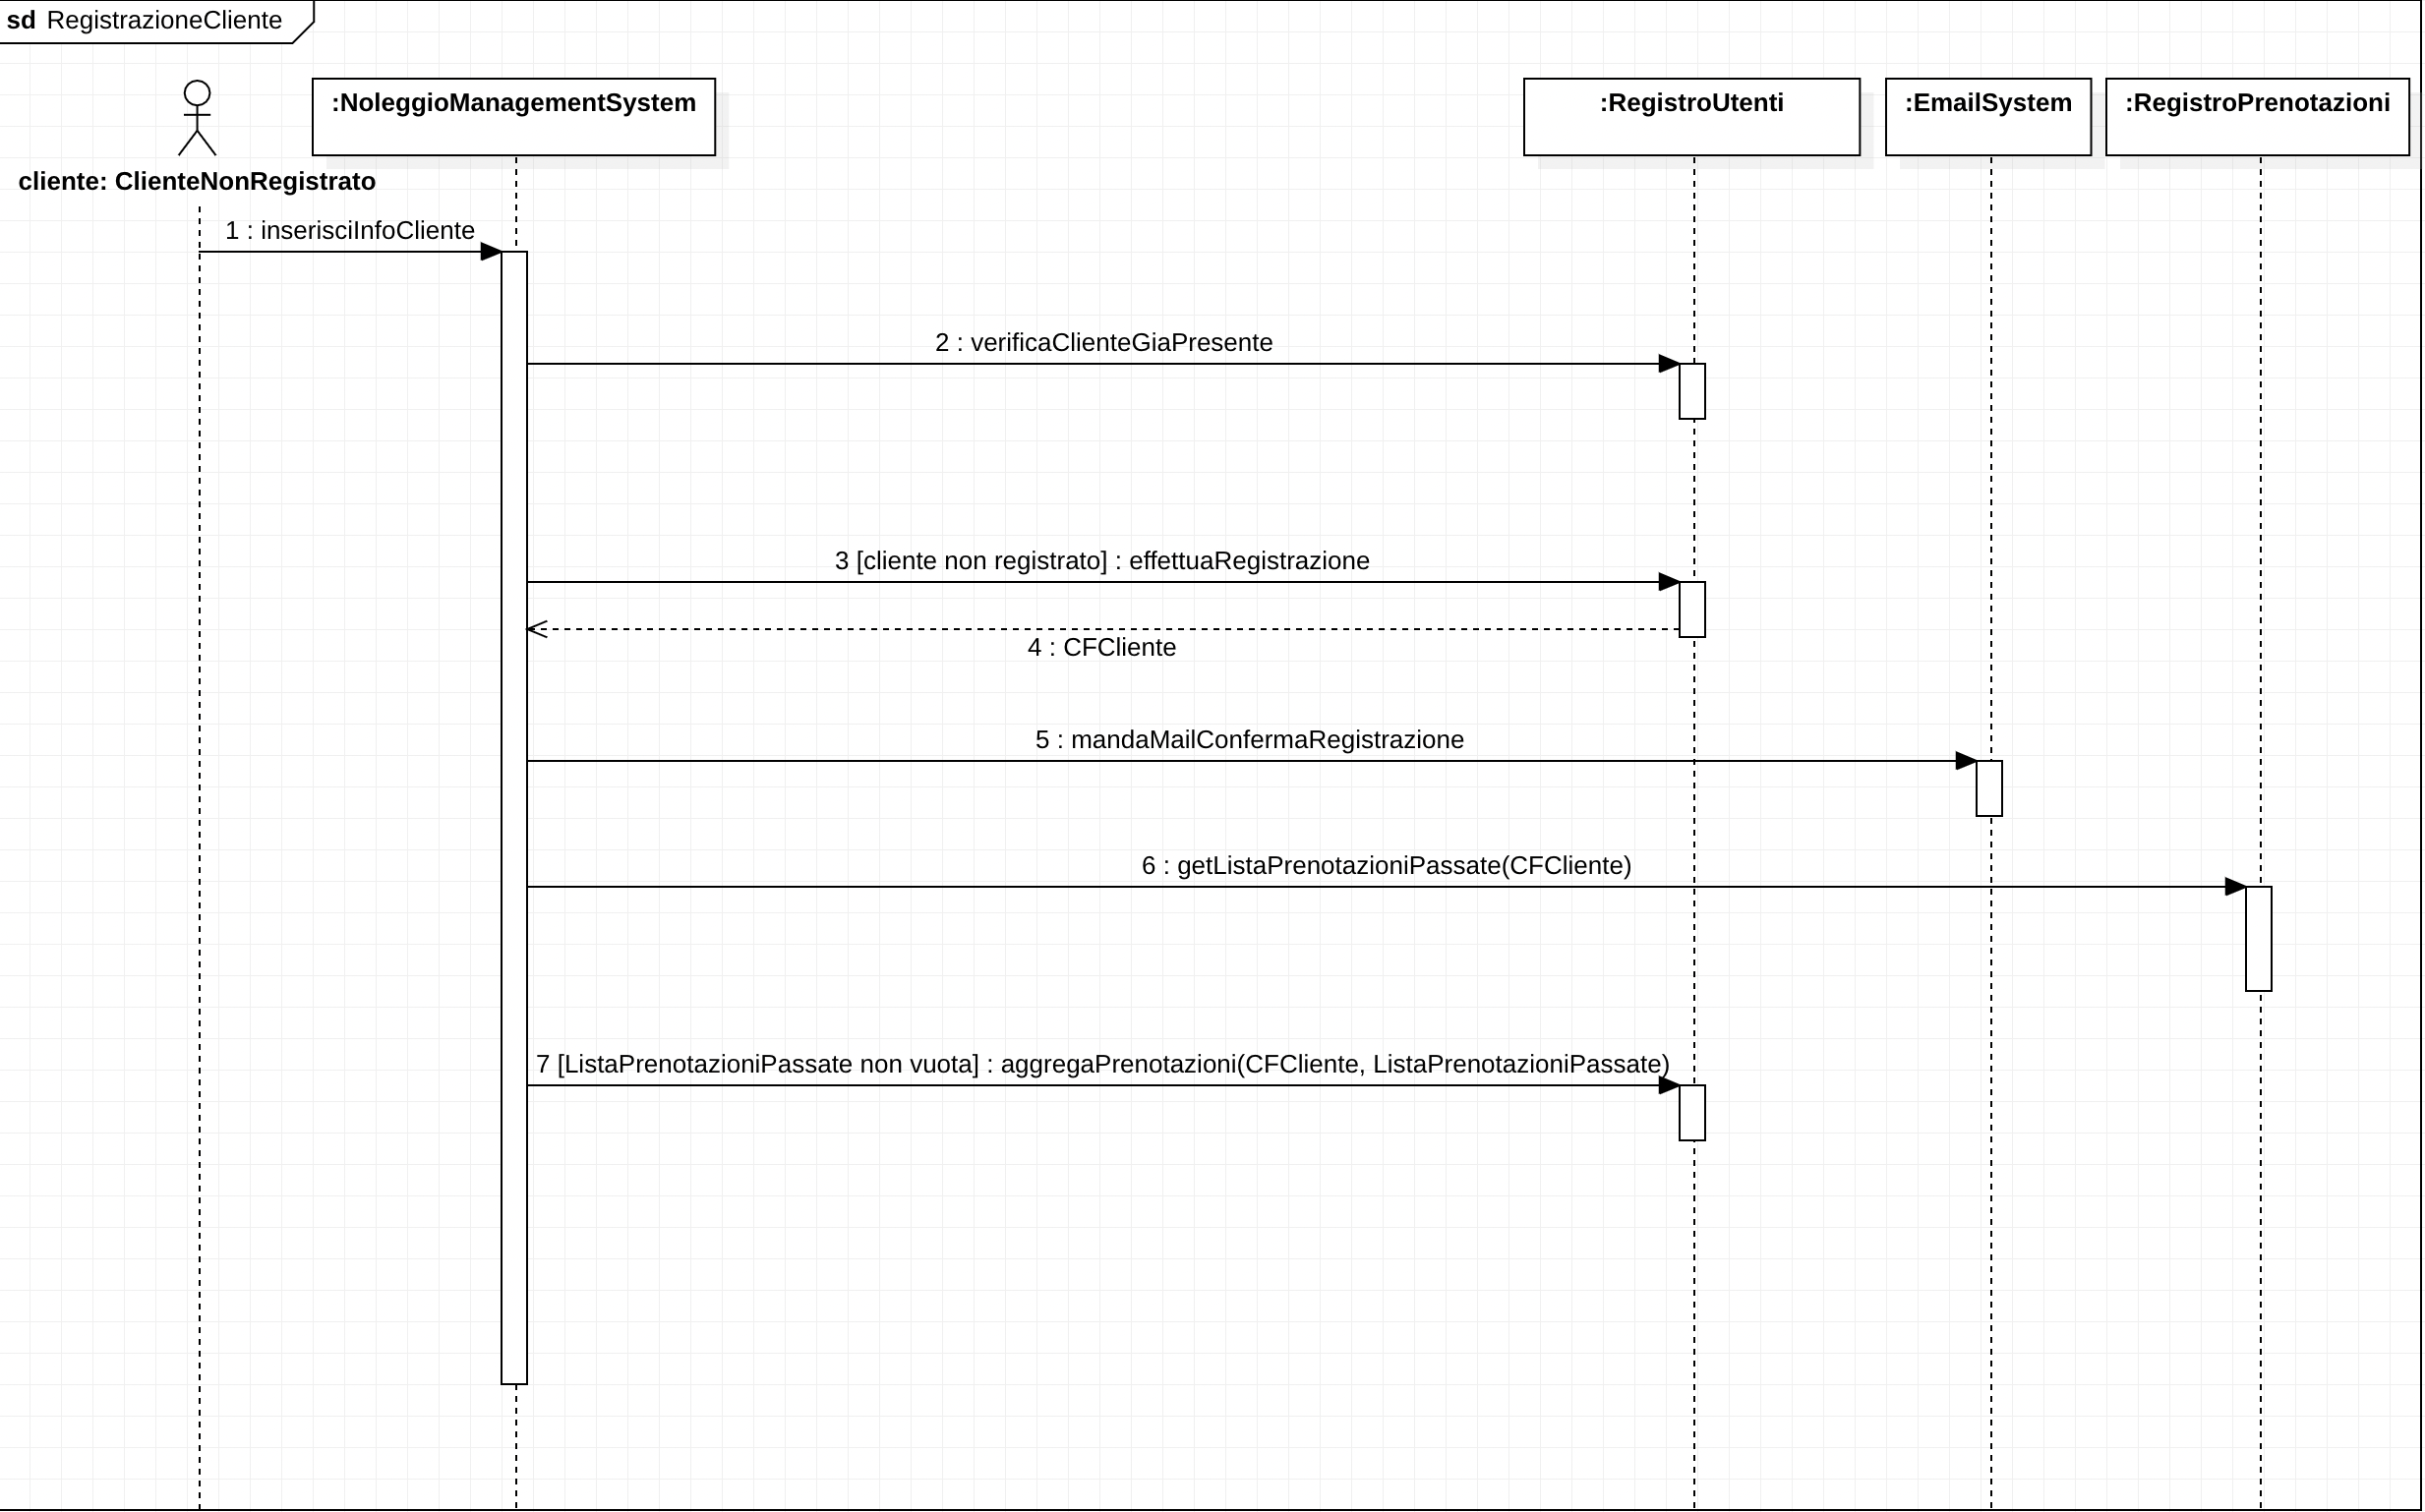 sd RegistrazioneCliente
:NoleggioManagementSystem
:RegistroUtenti
:EmailSystem
:RegistroPrenotazioni
cliente: ClienteNonRegistrato
1 : inserisciInfoCliente
2 : verificaClienteGiaPresente
3 [cliente non registrato] : effettuaRegistrazione
4 : CFCliente
5 : mandaMailConfermaRegistrazione
6 : getListaPrenotazioniPassate(CFCliente)
7 [ListaPrenotazioniPassate non vuota] : aggregaPrenotazioni(CFCliente, ListaPrenotazioniPassate)